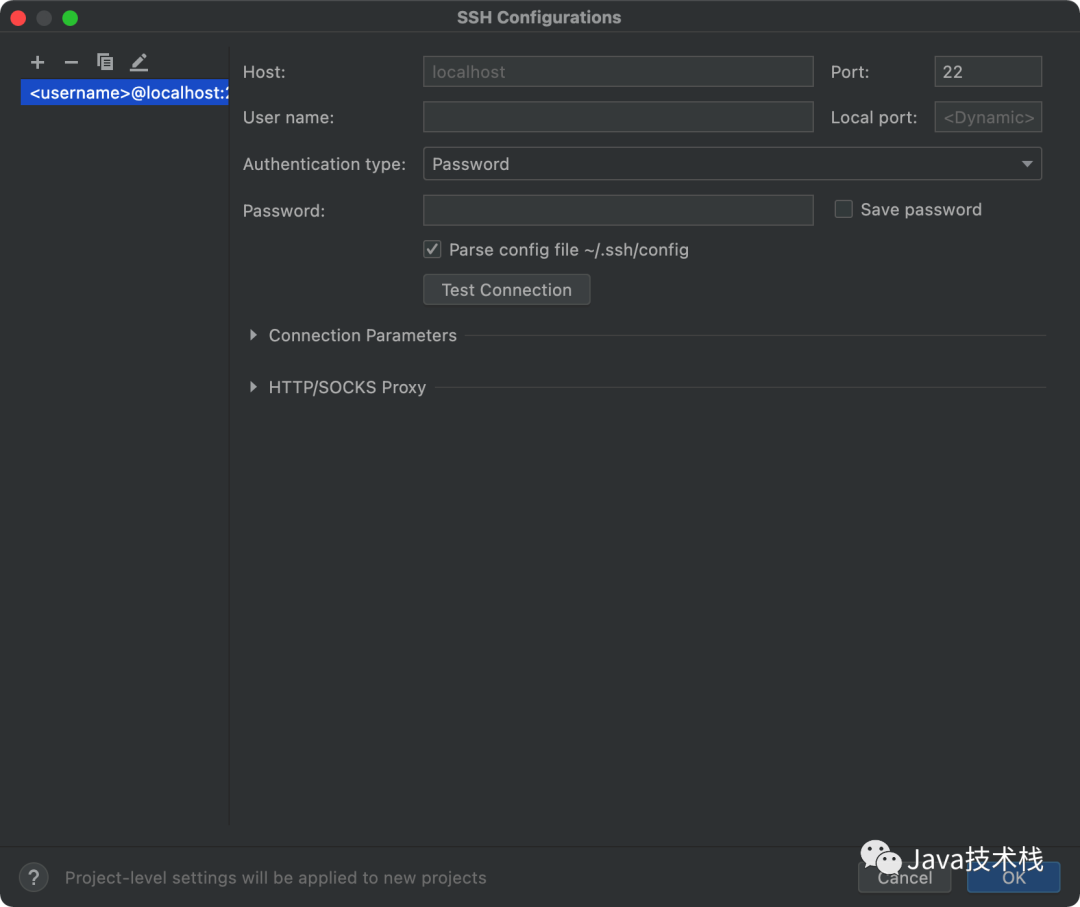 SSH Configurations
<username>@localhost:2
Host: localhost Port: 22
User name: Local port: <Dynamic>
Authentication type: Password
Password: Save password
Parse config file ~/.ssh/config
Test Connection
Connection Parameters
HTTP/SOCKS Proxy
Java技术栈
? Project-level settings will be applied to new projects Cancel OK